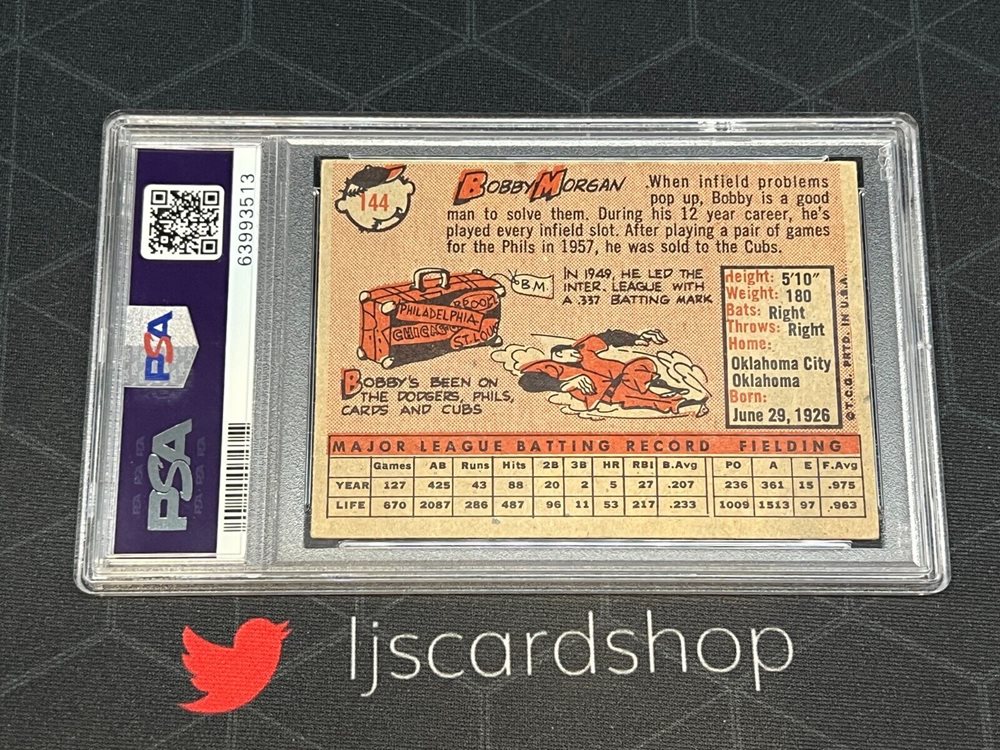 63993513
PSA
PSA
144
BOBBY MORGAN
When infield problems
pop up, Bobby is a good
man to solve them. During his 12 year career, he's
played every infield slot. After playing a pair of games
for the Phils in 1957, he was sold to the Cubs.
B.M.
PHILADELPHIA
CHICAGO
ST. LOUIS
BOBBY'S BEEN ON
THE DODGERS, PHILS,
CARDS AND CUBS
IN 1949, HE LED THE
INTER. LEAGUE WITH
A .337 BATTING MARK
Height: 5'10"
Weight: 180
Bats: Right
Throws: Right
Home:
Oklahoma City
Oklahoma
Born:
June 29, 1926
© T.C.G. PRTD. IN U.S.A.
MAJOR LEAGUE BATTING RECORD FIELDING
Games AB Runs Hits 2B 3B HR RBI B.Avg PO A E F.Avg
YEAR 127 425 43 88 20 2 5 27 .207 236 361 15 .975
LIFE 670 2087 286 487 96 11 53 217 .233 1009 1513 97 .963
ljscardshop